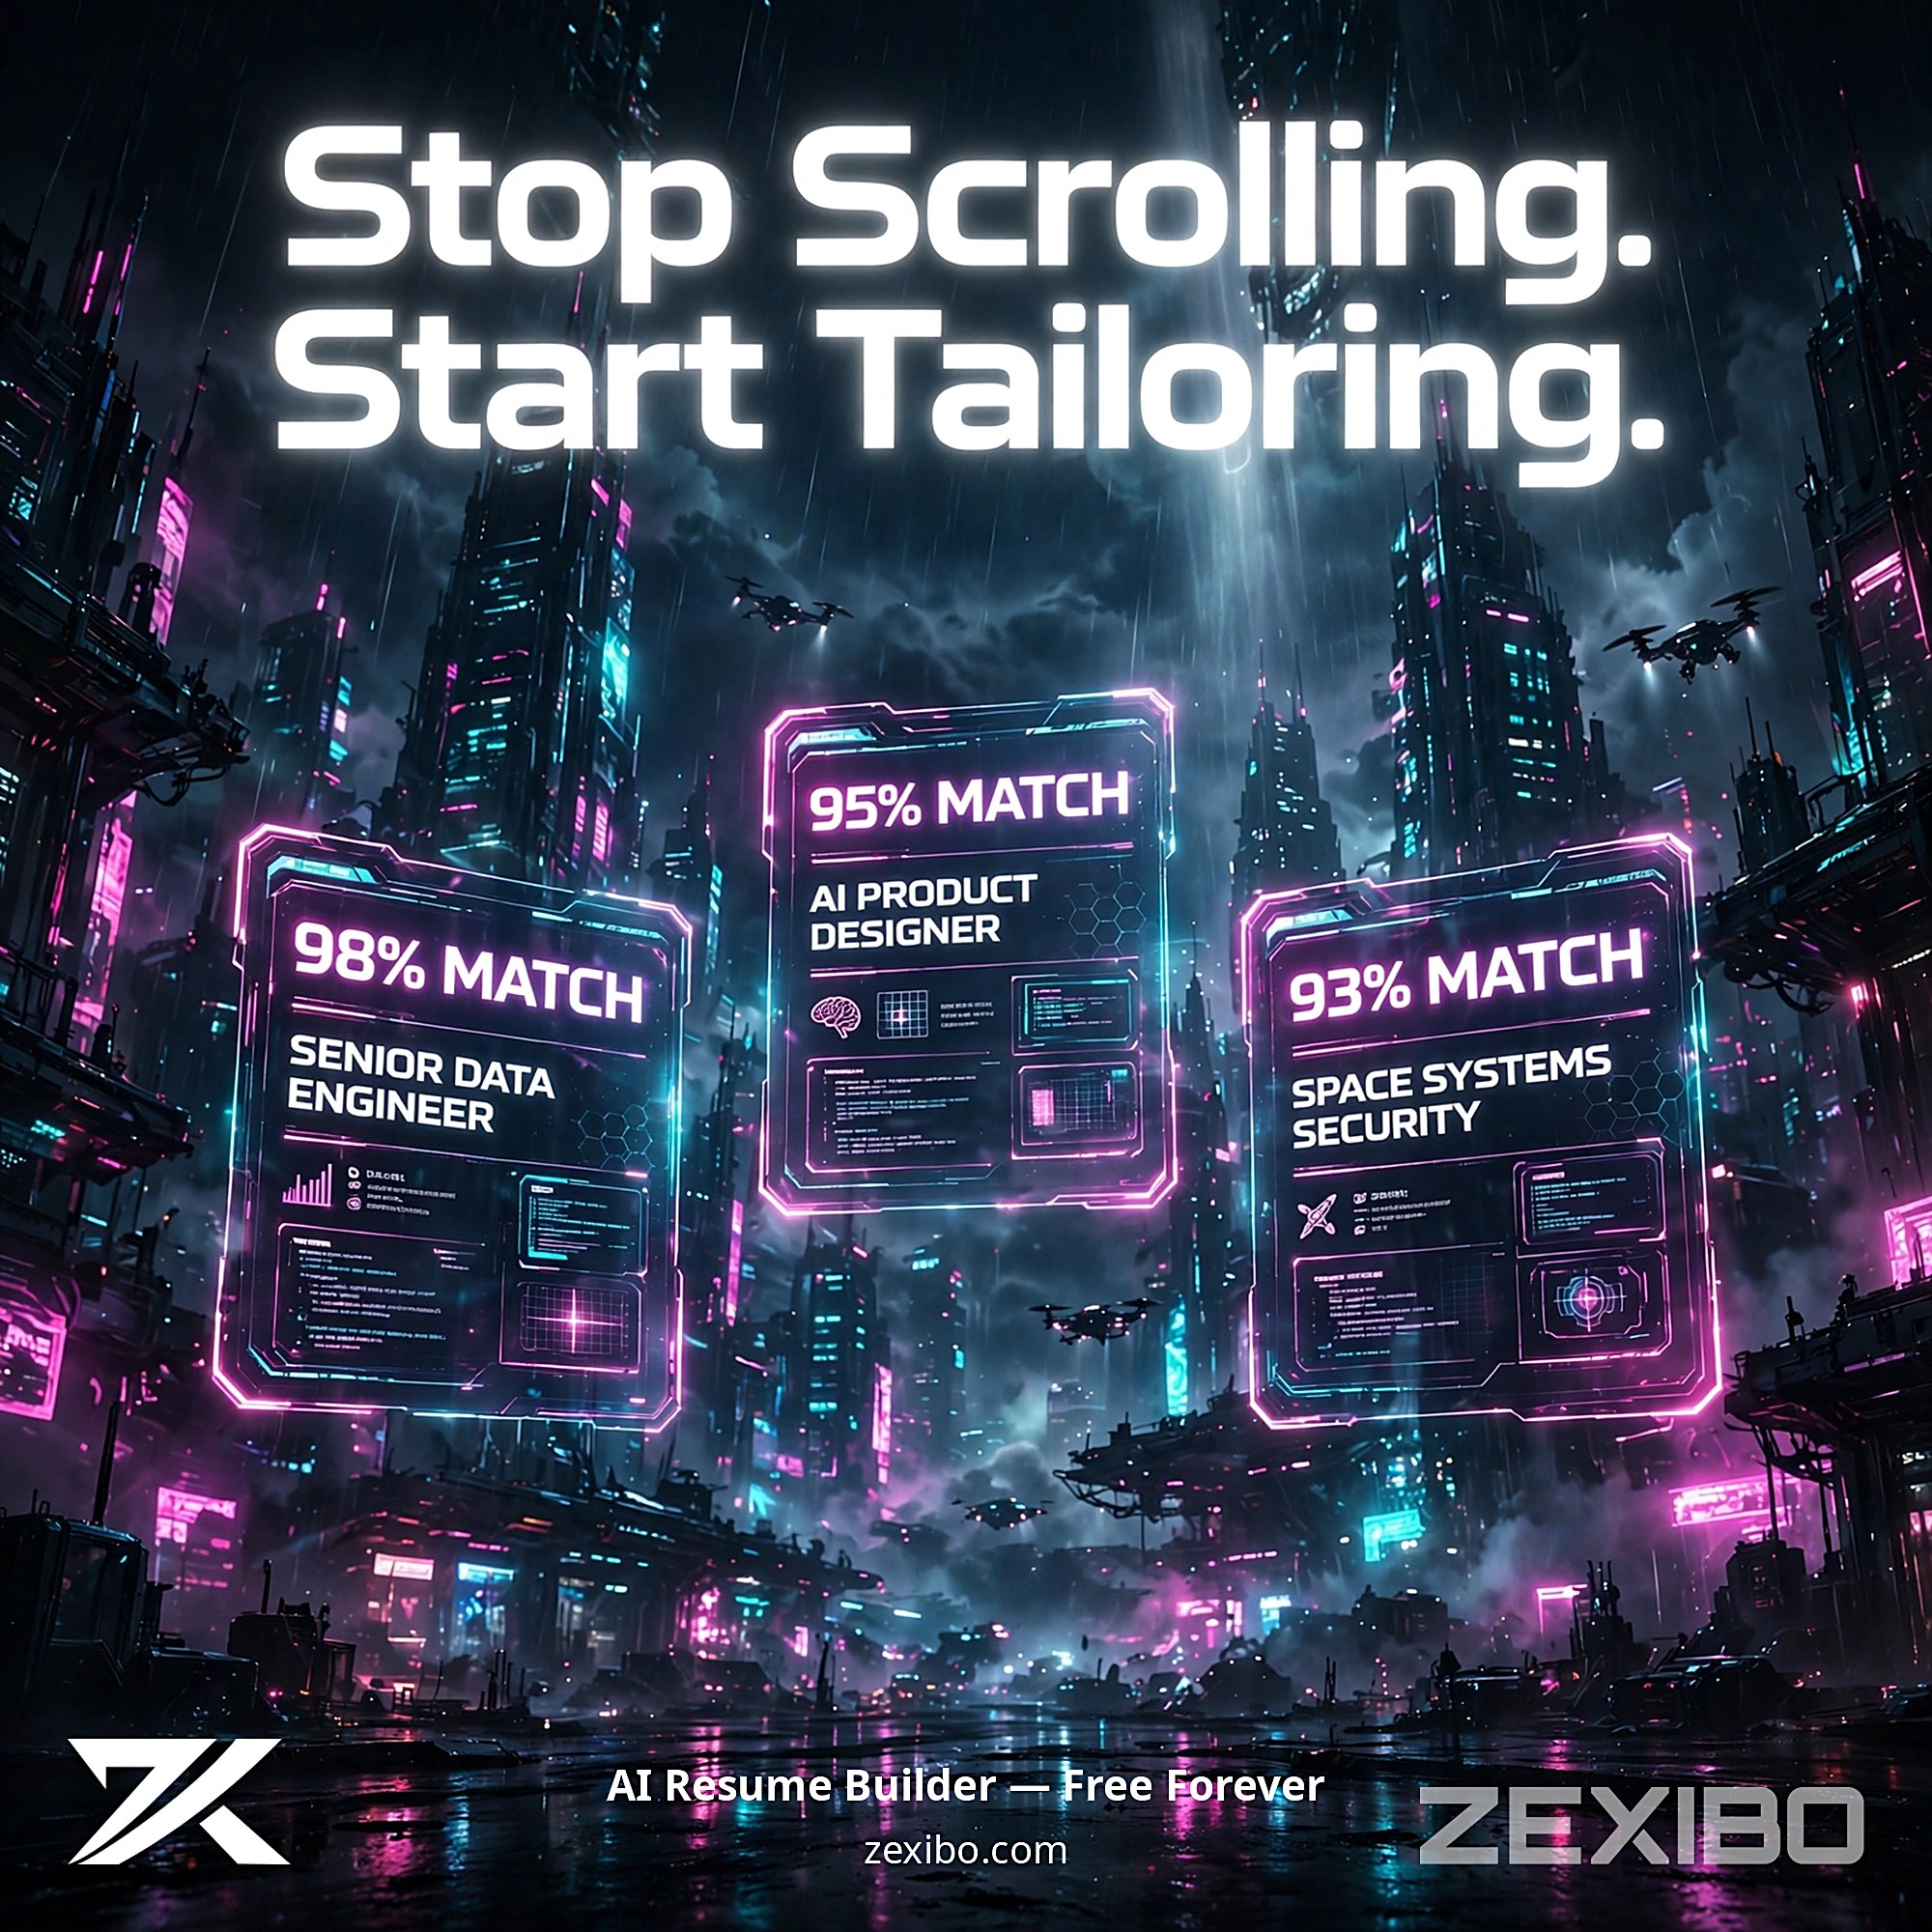 Stop Scrolling.
Start Tailoring.
95% MATCH
AI PRODUCT
DESIGNER
98% MATCH
SENIOR DATA
ENGINEER
93% MATCH
SPACE SYSTEMS
SECURITY
AI Resume Builder — Free Forever
zexibo.com
ZEXIBO